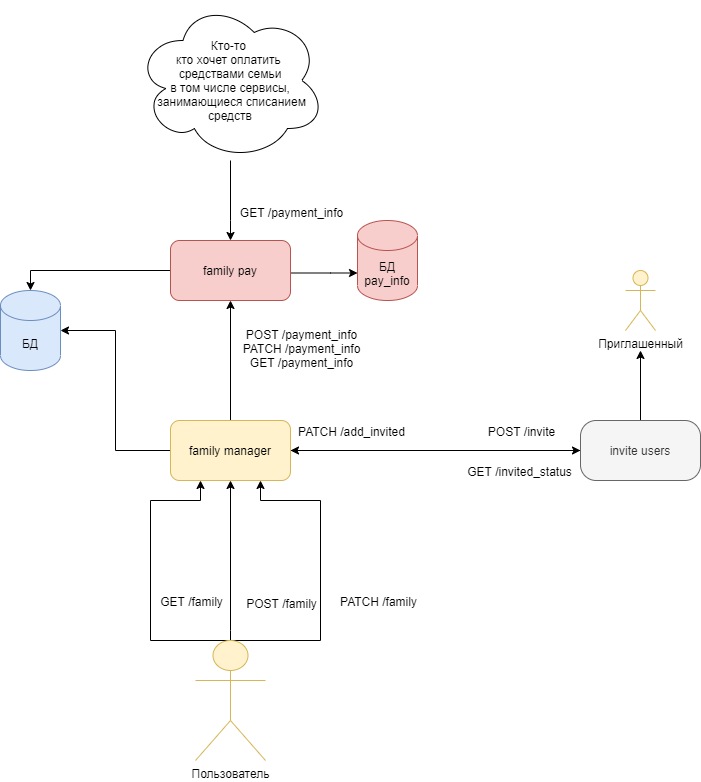 Кто-то
кто хочет оплатить
средствами семьи
в том числе сервисы,
занимающиеся списанием
средств
GET /payment_info
family pay
БД
pay_info
БД
POST /payment_info
PATCH /payment_info
GET /payment_info
Приглашенный
family manager
PATCH /add_invited
POST /invite
GET /invited_status
invite users
GET /family
POST /family
PATCH /family
Пользователь